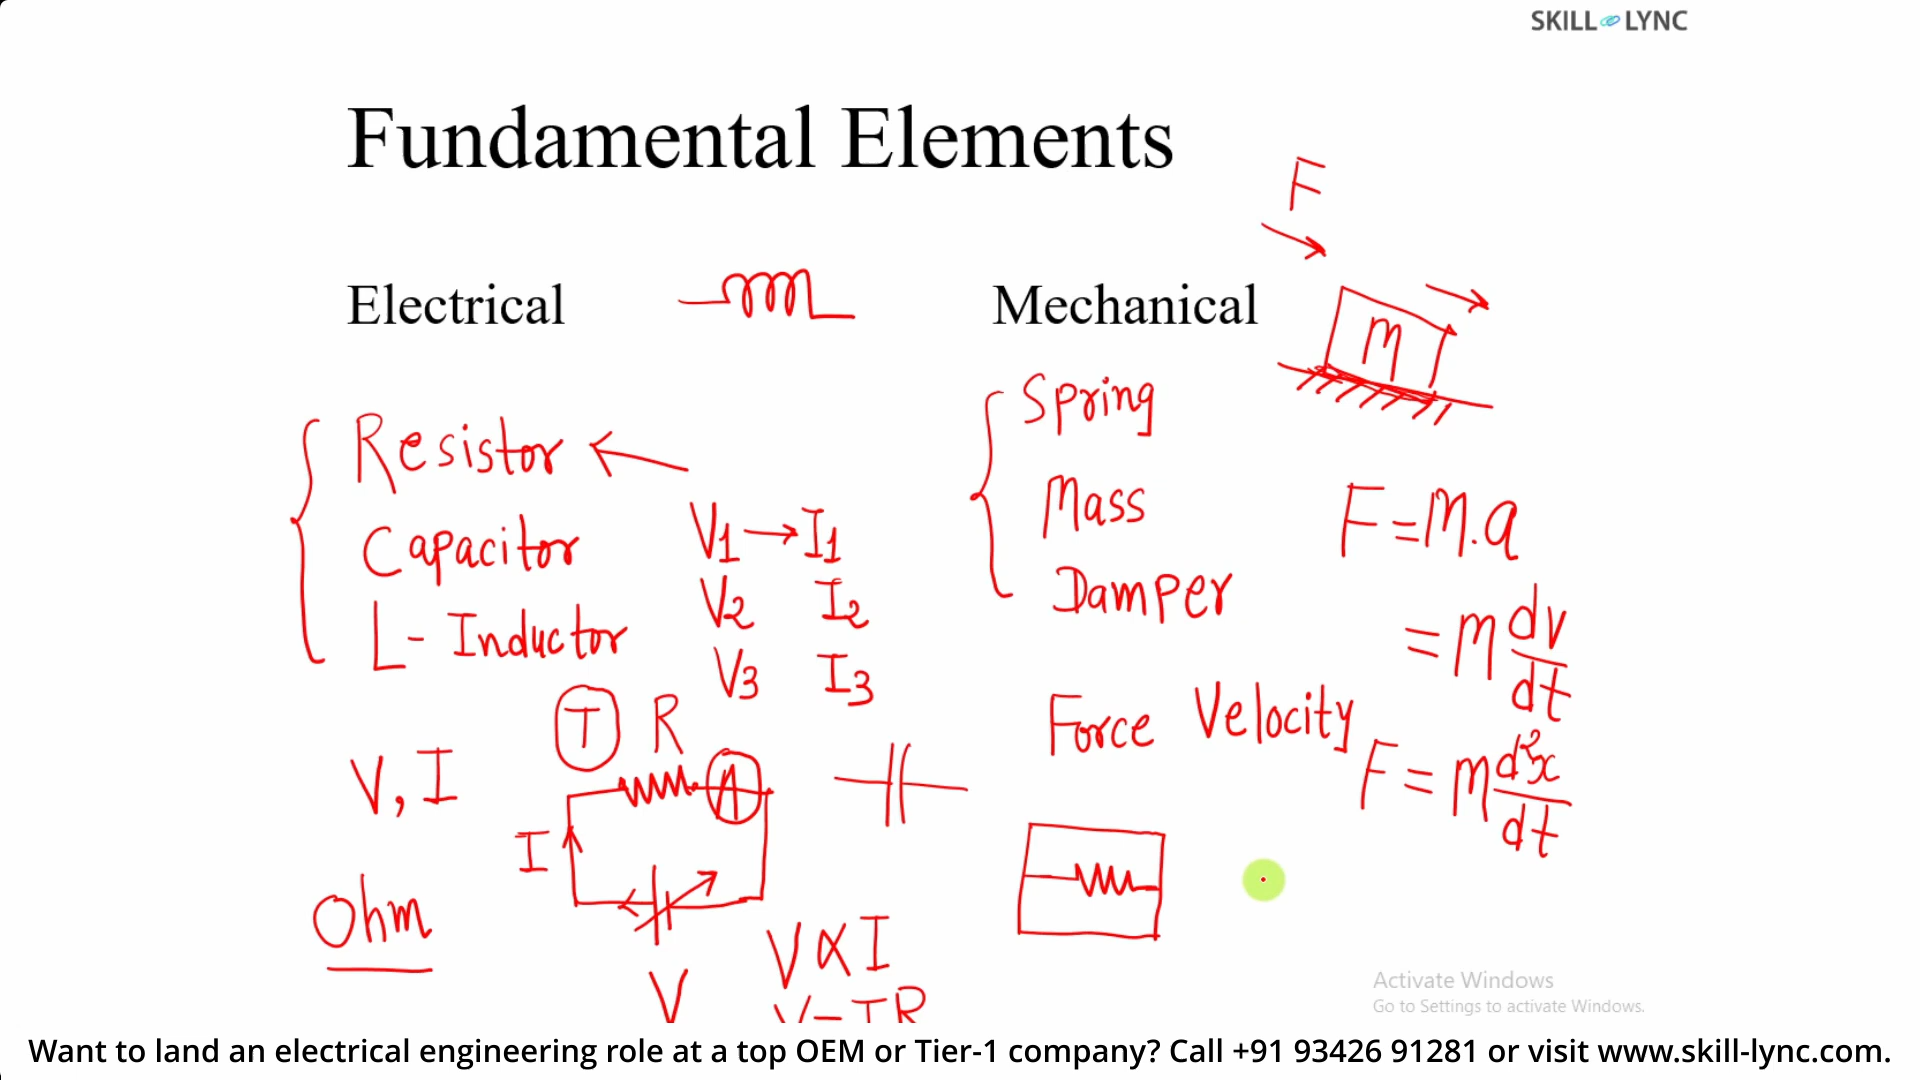 SKILL LYNC
Fundamental Elements
F
Electrical
Mechanical
m
Resistor
Capacitor
L - Inductor
V1 → I1
V2 I2
V3 I3
Spring
Mass
Damper
F = m.a
= m dv/dt
Force Velocity
F = m d²x/dt
T R
A
V, I
I
Ohm
V
V ∝ I
V = IR
Activate Windows
Go to Settings to activate Windows.
Want to land an electrical engineering role at a top OEM or Tier-1 company? Call +91 93426 91281 or visit www.skill-lync.com.